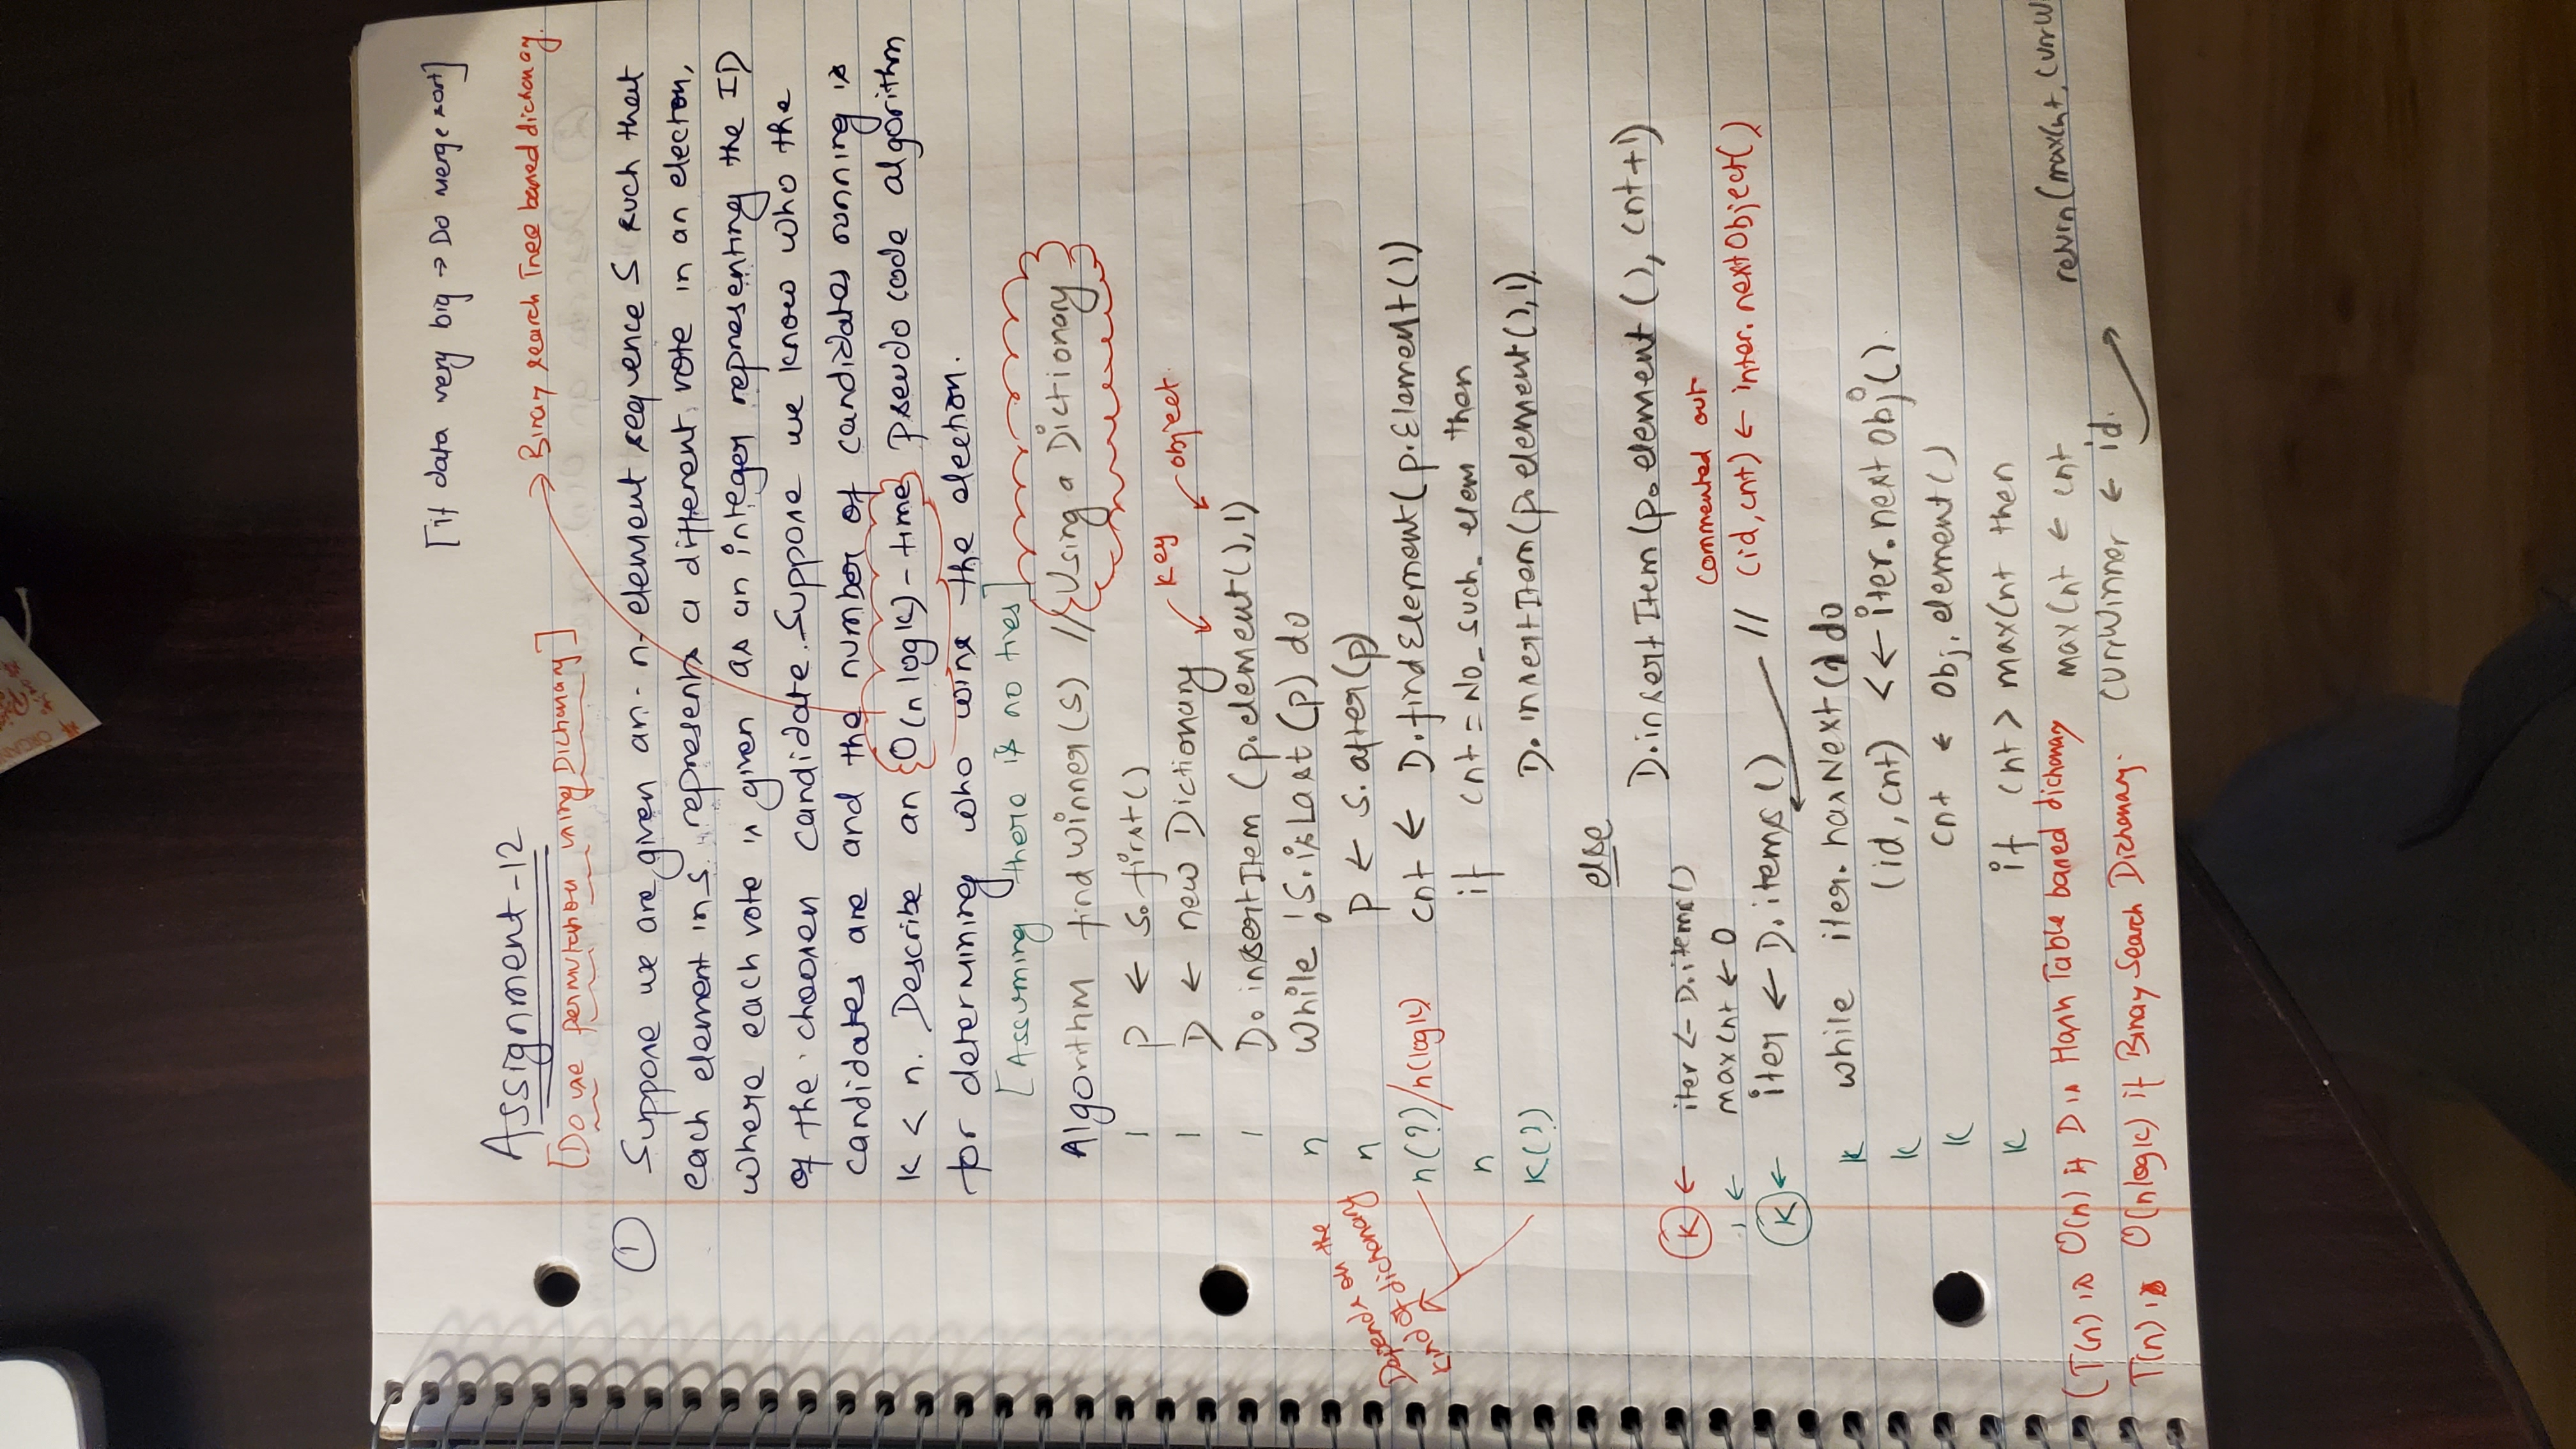 [if data very big → Do merge sort]
Assignment-12
→ Binary search Tree based dictionary.
[Do use permutation using Dictionary]
① Suppose we are given an n-element sequence S such that
each element in S represents a different vote in an election,
where each vote is given as an integer representing the ID
of the choosen candidate. Suppose we know who the
candidates are and the number of candidates running is
K < n. Describe an {O(n logk)-time} Pseudo code algorithm
for determining who wins the election.
[Assuming there is no ties]
Algorithm findWinner(S) // {Using a Dictionary}
1 P ← S.first()
key object.
1 D ← new Dictionary
1 D.insertItem (p.element(), 1)
n while !S.isLast(p) do
Depends on the
kind of dictionary
n P ← S.after(p)
n(?)/n(logk) cnt ← D.findElement(p.Element())
n if cnt = No_such_elem then
K(?) D.insertItem(p.element(), 1)
else
D.insertItem(p.element(), cnt+1)
K ← iter ← D.items()
commented out
1 ← maxCnt ← 0
// (id, cnt) ← inter.nextObject()
K ← iter ← D.items()
K while iter.hasNext() do
K (id, cnt) <← iter.nextObj()
K cnt ← Obj.element()
K if cnt > maxCnt then
(T(n) is O(n) if D is Hash Table based dictionary
maxCnt ← cnt
return(maxCnt, CurrW
T(n) is O(nlogk) if Binary Search Dictionary.
currWinner ← id.